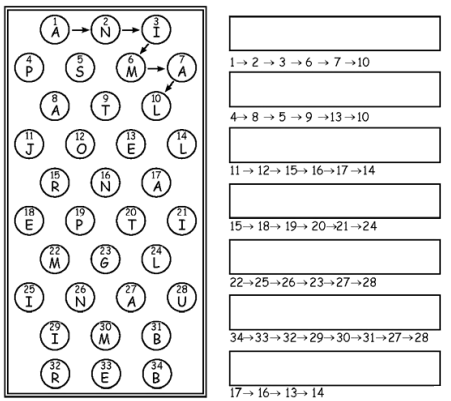 1 2 3
A N I
4 5 6 7
P S M A
8 9 10
A T L
11 12 13 14
J O E L
15 16 17
R N A
18 19 20 21
E P T I
22 23 24
M G L
25 26 27 28
I N A U
29 30 31
I M B
32 33 34
R E B
1→ 2 → 3 → 6 → 7 →10
4→ 8 → 5 → 9 →13→10
11 → 12→ 15→ 16→17 →14
15→ 18→ 19→ 20→21 →24
22→25→26→23→27→28
34→33→32→29→30→31→27→28
17 → 16→ 13→ 14